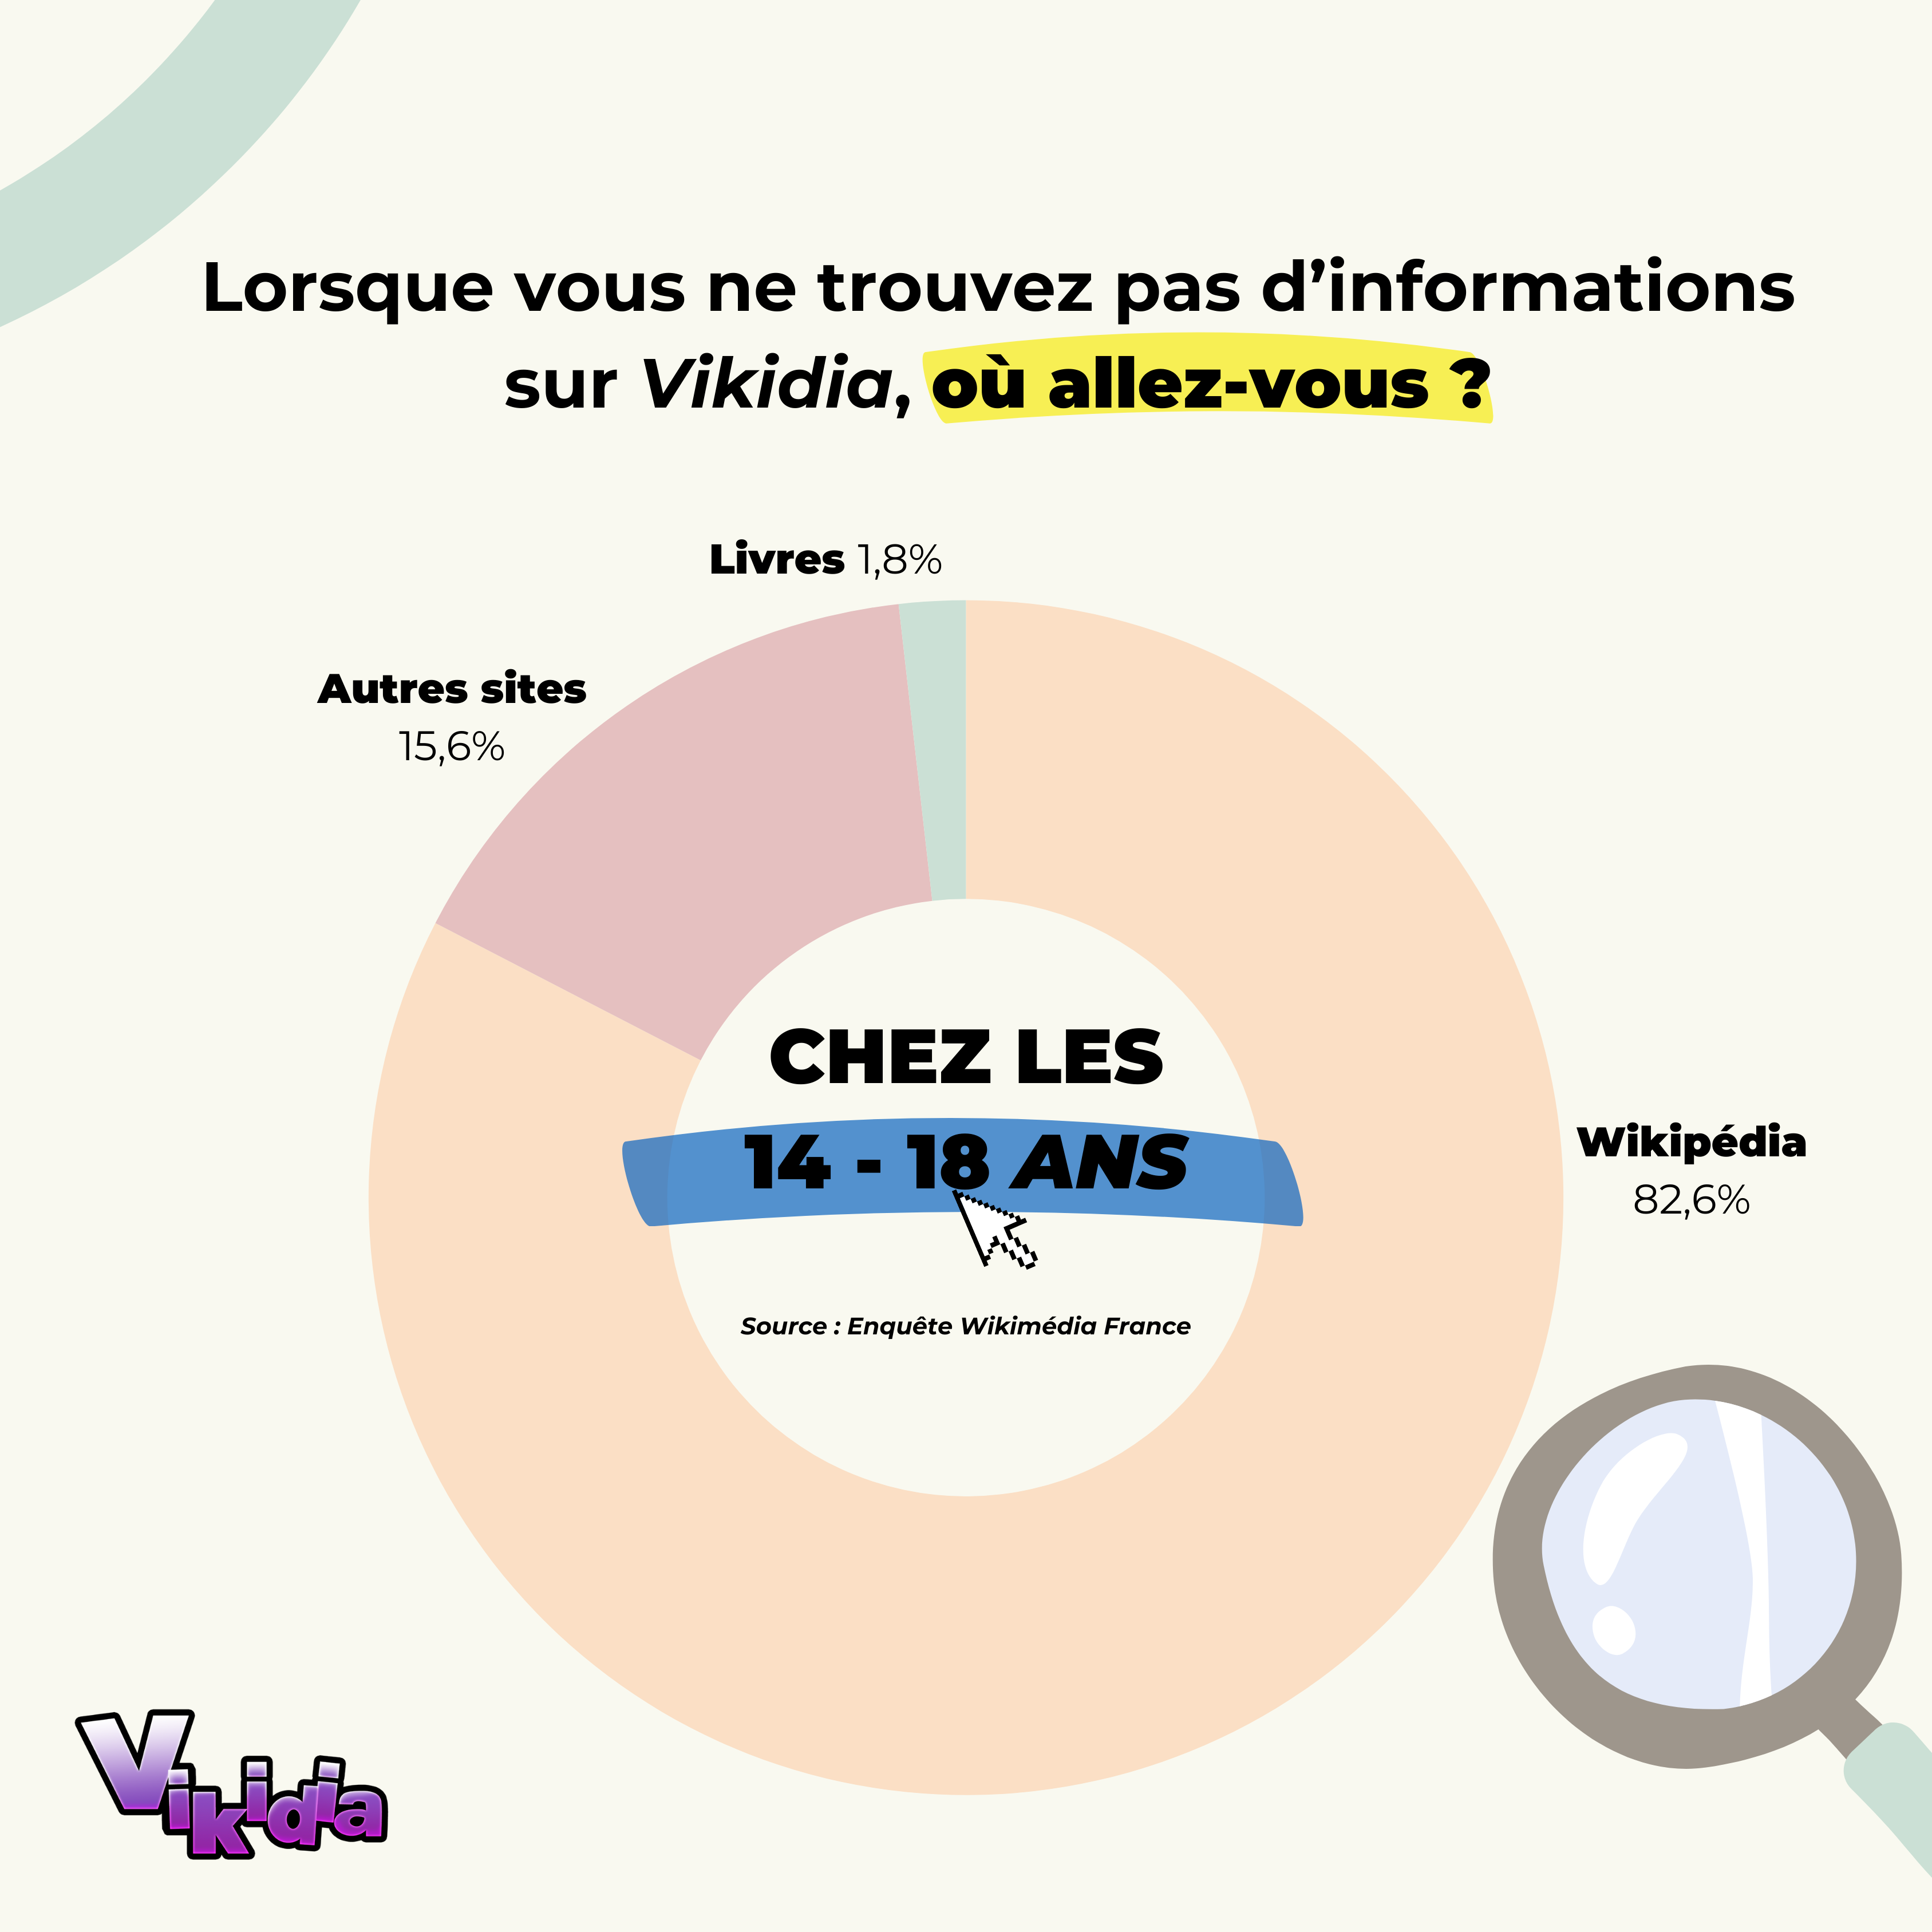 Lorsque vous ne trouvez pas d’informations
sur Vikidia, où allez-vous ?
Livres 1,8%
Autres sites
15,6%
CHEZ LES
14 - 18 ANS
Source : Enquête Wikimédia France
Wikipédia
82,6%
Vikidia